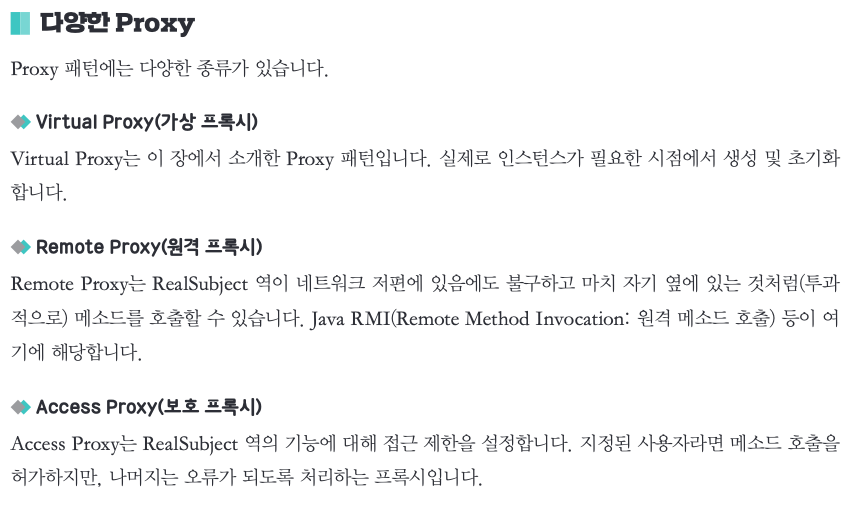 다양한 Proxy
Proxy 패턴에는 다양한 종류가 있습니다.
Virtual Proxy(가상 프록시)
Virtual Proxy는 이 장에서 소개한 Proxy 패턴입니다. 실제로 인스턴스가 필요한 시점에서 생성 및 초기화
합니다.
Remote Proxy(원격 프록시)
Remote Proxy는 RealSubject 역이 네트워크 저편에 있음에도 불구하고 마치 자기 옆에 있는 것처럼(투과
적으로) 메소드를 호출할 수 있습니다. Java RMI(Remote Method Invocation: 원격 메소드 호출) 등이 여
기에 해당합니다.
Access Proxy(보호 프록시)
Access Proxy는 RealSubject 역의 기능에 대해 접근 제한을 설정합니다. 지정된 사용자라면 메소드 호출을
허가하지만, 나머지는 오류가 되도록 처리하는 프록시입니다.